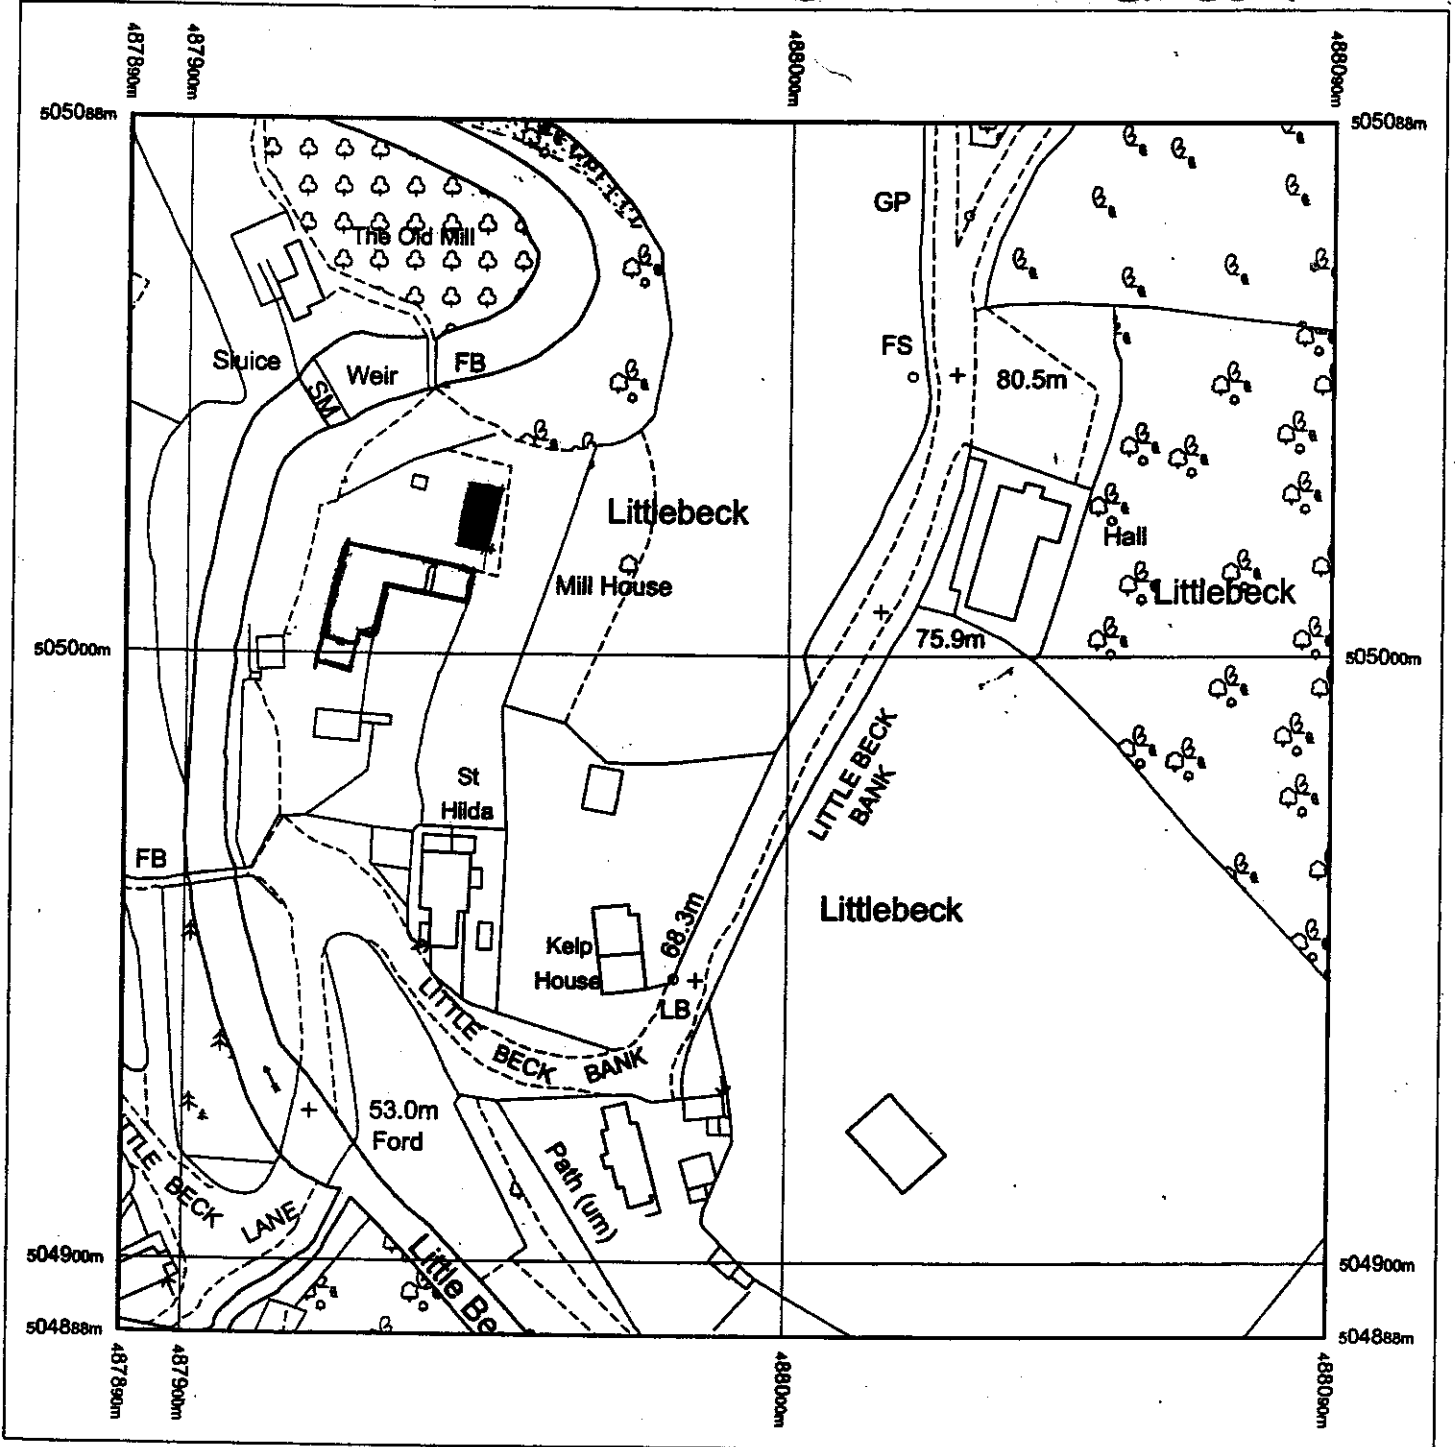 487890m
487900m
488000m
488090m
505088m
505088m
GP
The Old Mill
Sluice
Weir
FB
SM
FS
80.5m
Littlebeck
Hall
Mill House
Littlebeck
75.9m
505000m
505000m
LITTLE BECK
BANK
St
Hilda
FB
Littlebeck
68.3m
Kelp
House
LB
LITTLE BECK BANK
53.0m
Ford
Path (um)
TTLE BECK LANE
Little Be
504900m
504900m
504888m
504888m
487890m
487900m
488000m
488090m